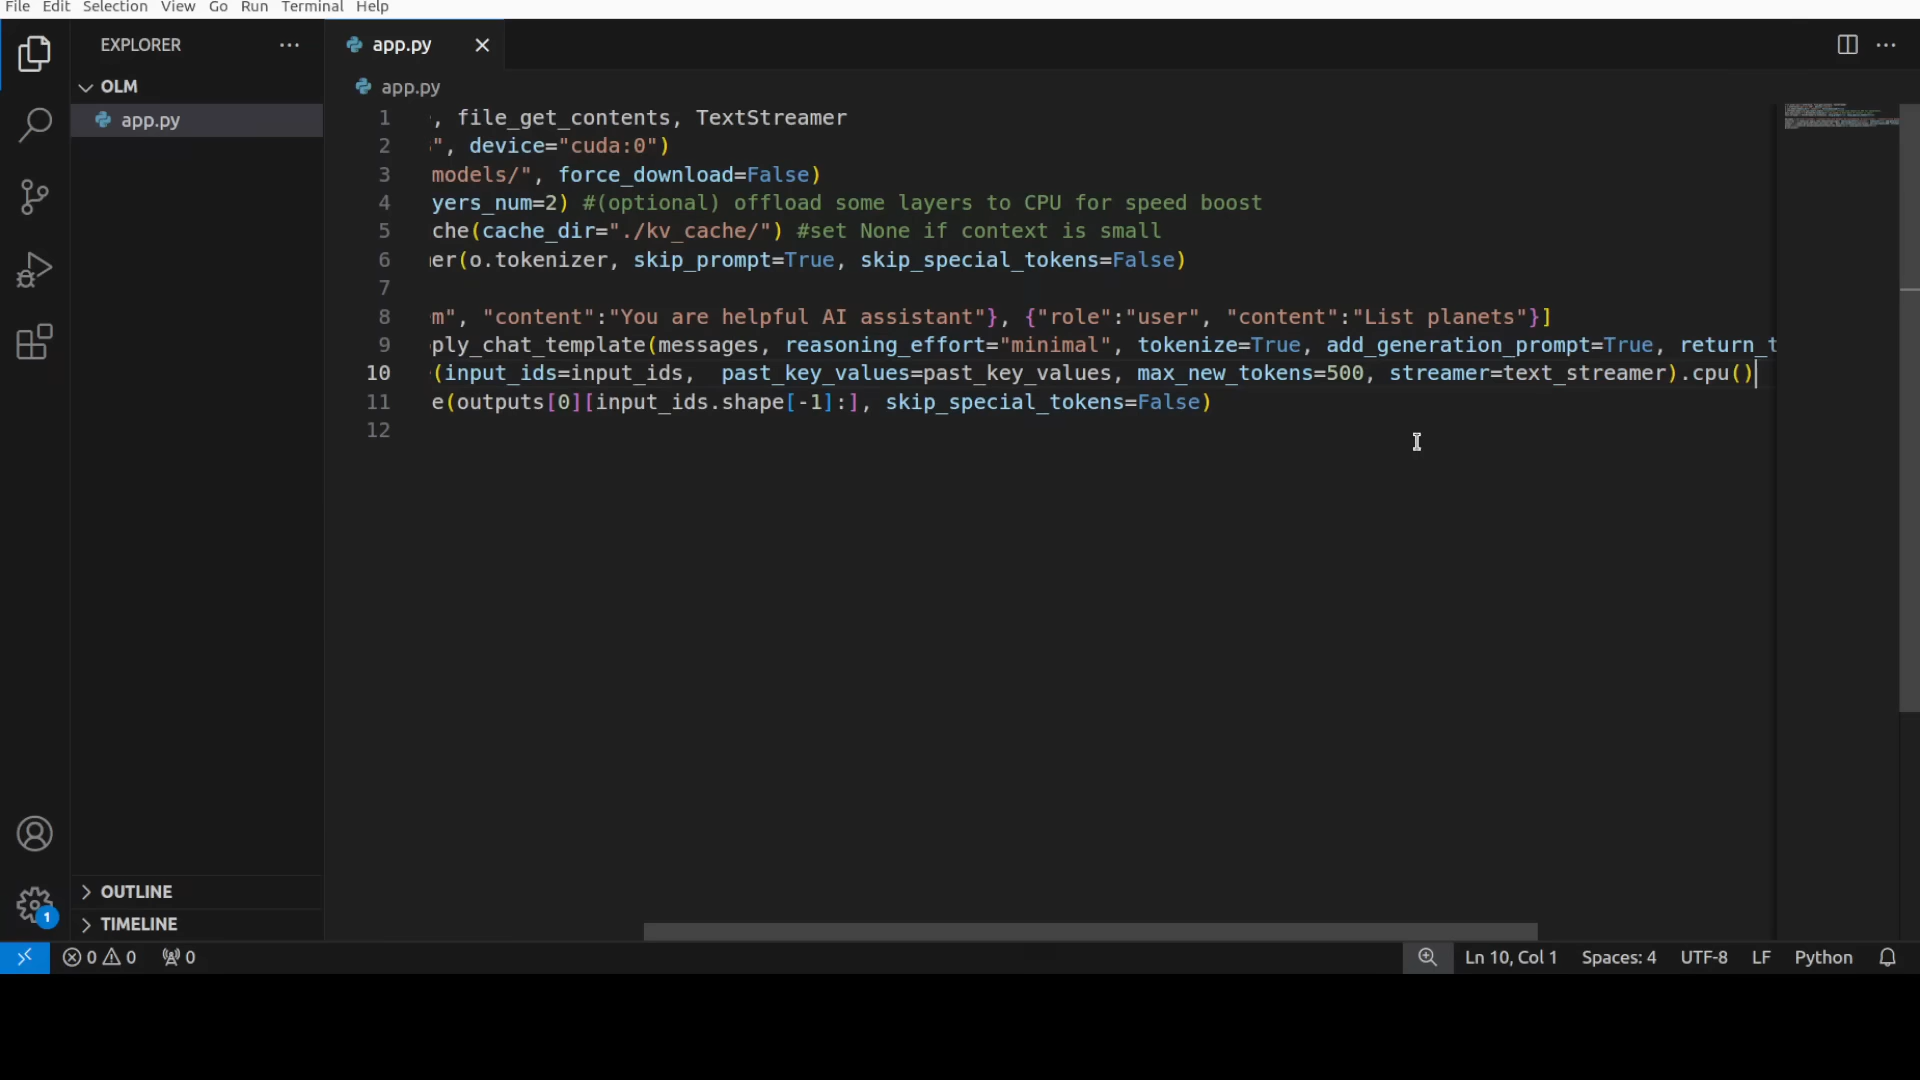 File Edit Selection View Go Run Terminal Help
EXPLORER
app.py
OLM
app.py
app.py
1 , file_get_contents, TextStreamer
2 ", device="cuda:0")
3 models/", force_download=False)
4 yers_num=2) #(optional) offload some layers to CPU for speed boost
5 che(cache_dir="./kv_cache/") #set None if context is small
6 er(o.tokenizer, skip_prompt=True, skip_special_tokens=False)
7
8 m", "content":"You are helpful AI assistant"}, {"role":"user", "content":"List planets"}]
9 ply_chat_template(messages, reasoning_effort="minimal", tokenize=True, add_generation_prompt=True, return_t
10 (input_ids=input_ids,  past_key_values=past_key_values, max_new_tokens=500, streamer=text_streamer).cpu()
11 e(outputs[0][input_ids.shape[-1]:], skip_special_tokens=False)
12
OUTLINE
1
TIMELINE
0 0 0 Ln 10, Col 1 Spaces: 4 UTF-8 LF Python